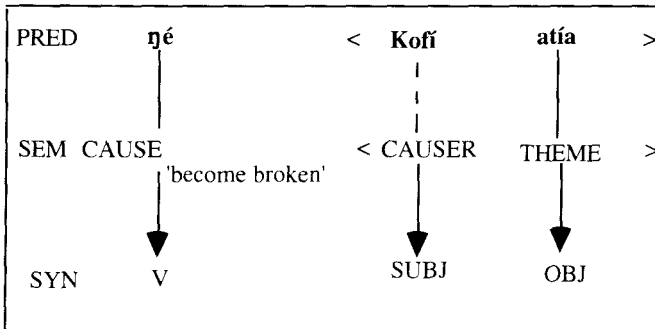 PRED ŋé < Kofí atía >
SEM CAUSE < CAUSER THEME >
'become broken'
SYN V SUBJ OBJ